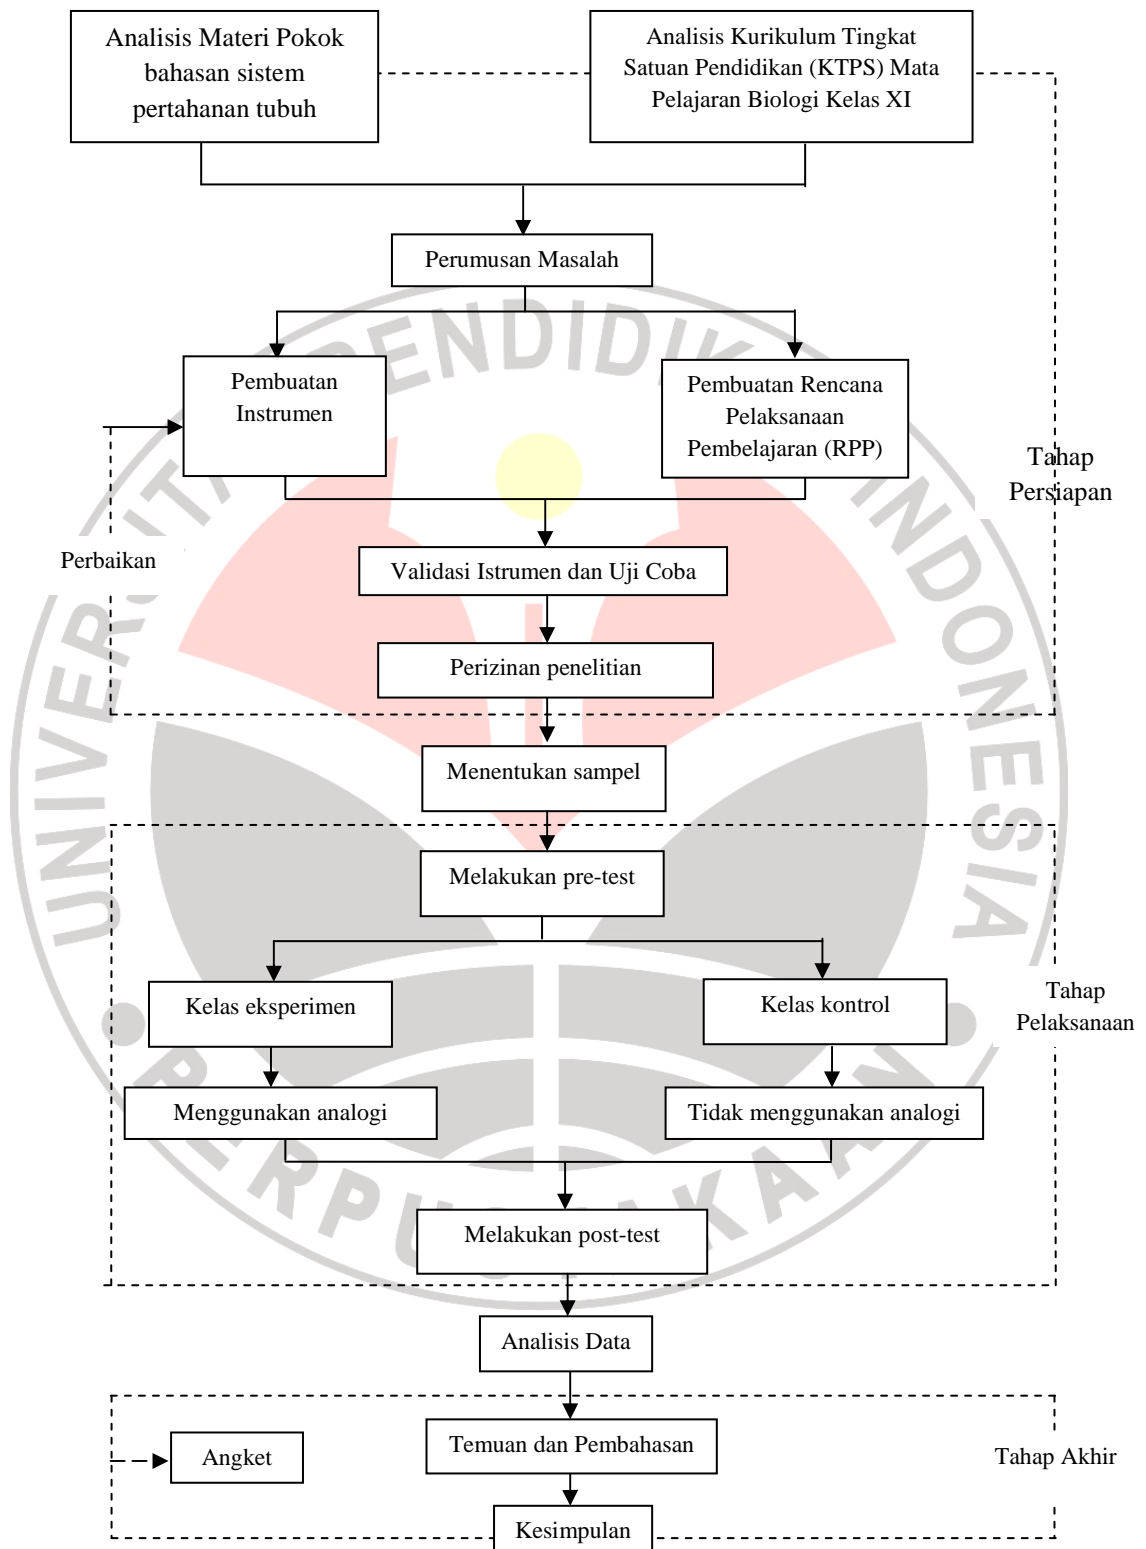 Analisis Materi Pokok
bahasan sistem
pertahanan tubuh
Analisis Kurikulum Tingkat
Satuan Pendidikan (KTPS) Mata
Pelajaran Biologi Kelas XI
Perumusan Masalah
Pembuatan
Instrumen
Pembuatan Rencana
Pelaksanaan
Pembelajaran (RPP)
Tahap
Persiapan
Perbaikan
Validasi Istrumen dan Uji Coba
Perizinan penelitian
Menentukan sampel
Melakukan pre-test
Kelas eksperimen
Kelas kontrol
Tahap
Pelaksanaan
Menggunakan analogi
Tidak menggunakan analogi
Melakukan post-test
Analisis Data
Temuan dan Pembahasan
Angket
Tahap Akhir
Kesimpulan
INDONESIA